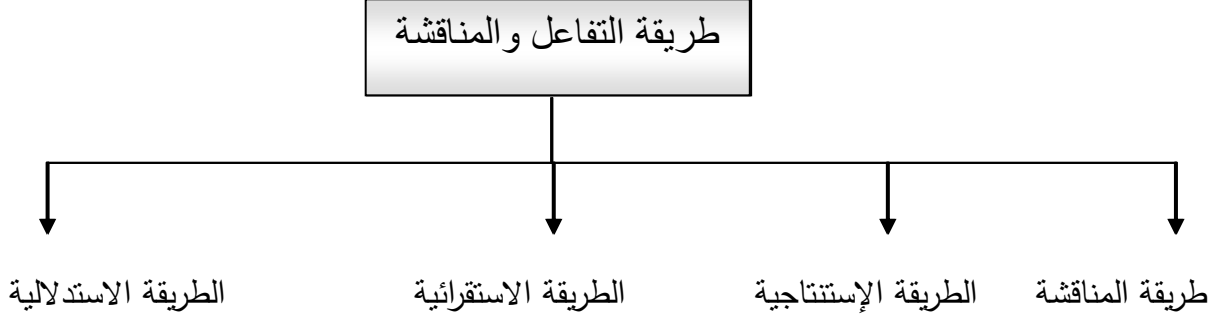 طريقة التفاعل والمناقشة
طريقة المناقشة
الطريقة الإستنتاجية
الطريقة الاستقرائية
الطريقة الاستدلالية